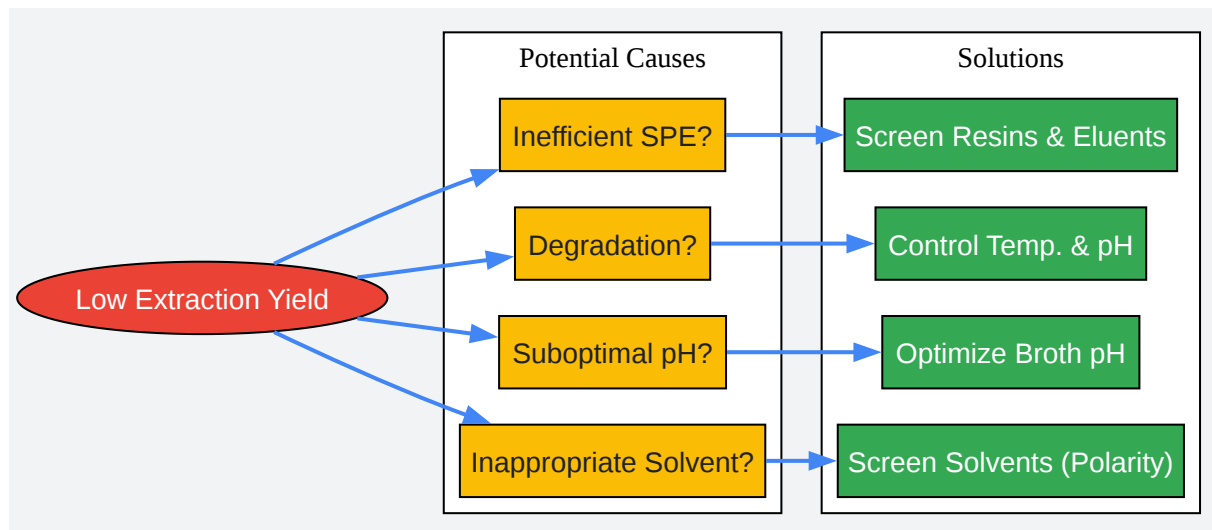 Potential Causes
Solutions
Inefficient SPE?
Screen Resins & Eluents
Degradation?
Control Temp. & pH
Low Extraction Yield
Suboptimal pH?
Optimize Broth pH
Inappropriate Solvent?
Screen Solvents (Polarity)